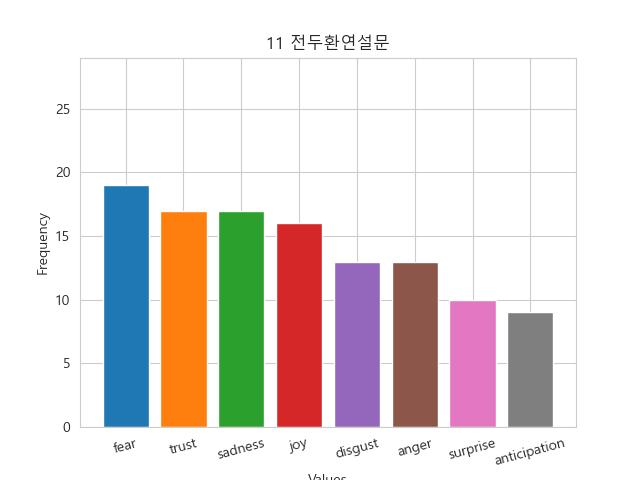 11 전두환연설문
Frequency
25
20
15
10
5
0
fear trust sadness joy disgust anger surprise anticipation
Values